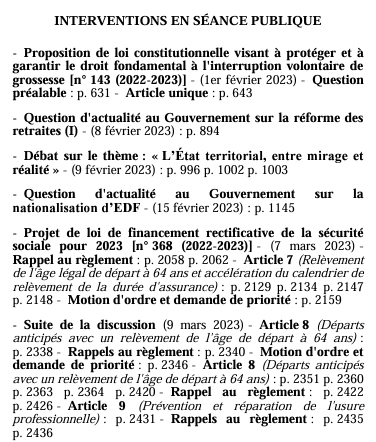 INTERVENTIONS EN SÉANCE PUBLIQUE
- Proposition de loi constitutionnelle visant à protéger et à
garantir le droit fondamental à l'interruption volontaire de
grossesse [n° 143 (2022-2023)] - (1er février 2023) - Question
préalable : p. 631 - Article unique : p. 643
- Question d'actualité au Gouvernement sur la réforme des
retraites (I) - (8 février 2023) : p. 894
- Débat sur le thème : « L'État territorial, entre mirage et
réalité » - (9 février 2023) : p. 996 p. 1002 p. 1003
- Question d'actualité au Gouvernement sur la
nationalisation d'EDF - (15 février 2023) : p. 1145
- Projet de loi de financement rectificative de la sécurité
sociale pour 2023 [n° 368 (2022-2023)] - (7 mars 2023) -
Rappel au règlement : p. 2058 p. 2062 - Article 7 (Relèvement
de l'âge légal de départ à 64 ans et accélération du calendrier de
relèvement de la durée d'assurance) : p. 2129 p. 2134 p. 2147
p. 2148 - Motion d'ordre et demande de priorité : p. 2159
- Suite de la discussion (9 mars 2023) - Article 8 (Départs
anticipés avec un relèvement de l'âge de départ à 64 ans) :
p. 2338 - Rappels au règlement : p. 2340 - Motion d'ordre et
demande de priorité : p. 2346 - Article 8 (Départs anticipés
avec un relèvement de l'âge de départ à 64 ans) : p. 2351 p. 2360
p. 2363 p. 2364 p. 2420 - Rappel au règlement : p. 2422
p. 2426 - Article 9 (Prévention et réparation de l'usure
professionnelle) : p. 2431 - Rappels au règlement : p. 2435
p. 2436